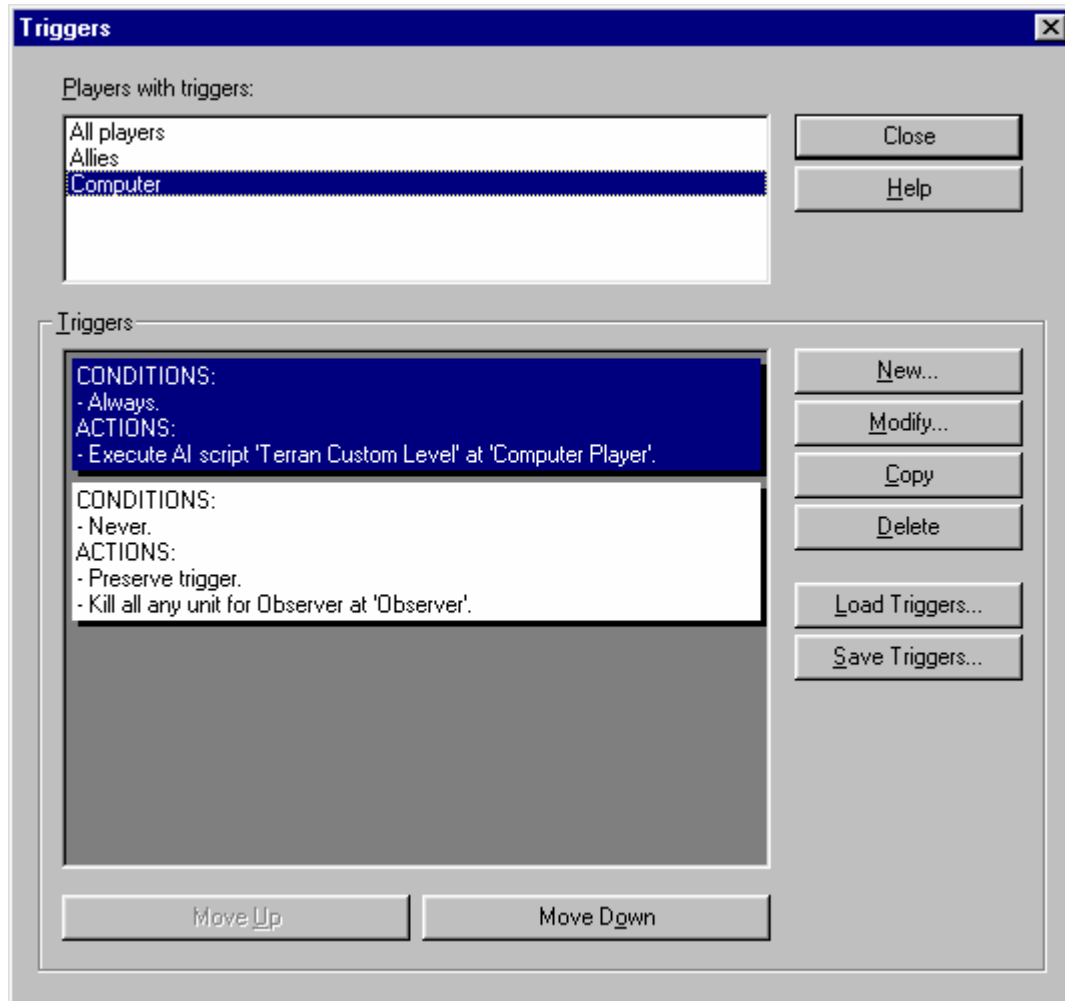 Triggers
Players with triggers:
All players
Allies
Computer
Close
Help
Triggers
CONDITIONS:
- Always.
ACTIONS:
- Execute AI script 'Terran Custom Level' at 'Computer Player'.
CONDITIONS:
- Never.
ACTIONS:
- Preserve trigger.
- Kill all any unit for Observer at 'Observer'.
New...
Modify...
Copy
Delete
Load Triggers...
Save Triggers...
Move Up
Move Down